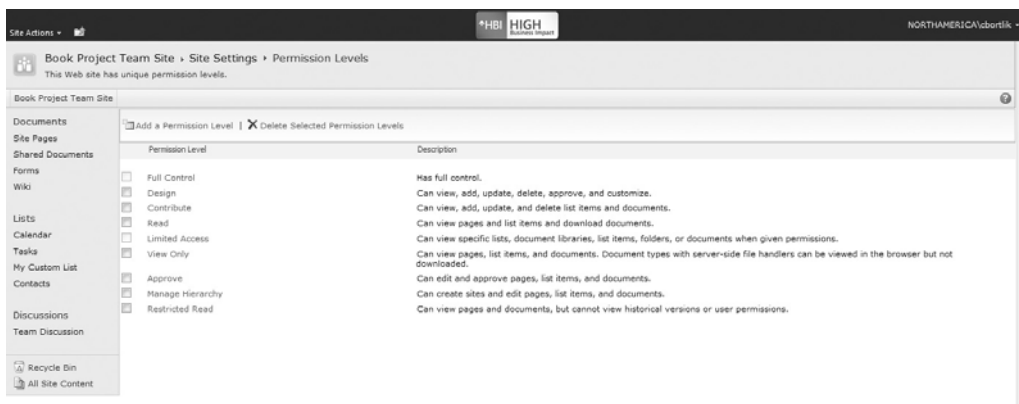 Site Actions
*HBI HIGH Business Impact
NORTHAMERICA\cbortlik
Book Project Team Site › Site Settings › Permission Levels
This Web site has unique permission levels.
Book Project Team Site
Documents
Site Pages
Shared Documents
Forms
Wiki
Lists
Calendar
Tasks
My Custom List
Contacts
Discussions
Team Discussion
Recycle Bin
All Site Content
Add a Permission Level | Delete Selected Permission Levels
Permission Level Description
Full Control Has full control.
Design Can view, add, update, delete, approve, and customize.
Contribute Can view, add, update, and delete list items and documents.
Read Can view pages and list items and download documents.
Limited Access Can view specific lists, document libraries, list items, folders, or documents when given permissions.
View Only Can view pages, list items, and documents. Document types with server-side file handlers can be viewed in the browser but not
downloaded.
Approve Can edit and approve pages, list items, and documents.
Manage Hierarchy Can create sites and edit pages, list items, and documents.
Restricted Read Can view pages and documents, but cannot view historical versions or user permissions.